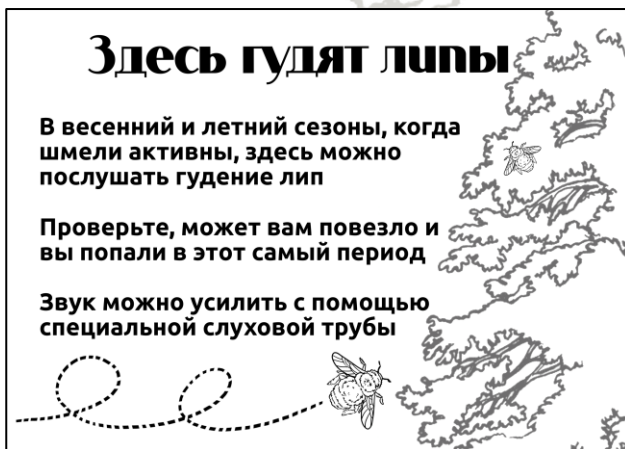 Здесь гудят липы
В весенний и летний сезоны, когда
шмели активны, здесь можно
послушать гудение лип
Проверьте, может вам повезло и
вы попали в этот самый период
Звук можно усилить с помощью
специальной слуховой трубы